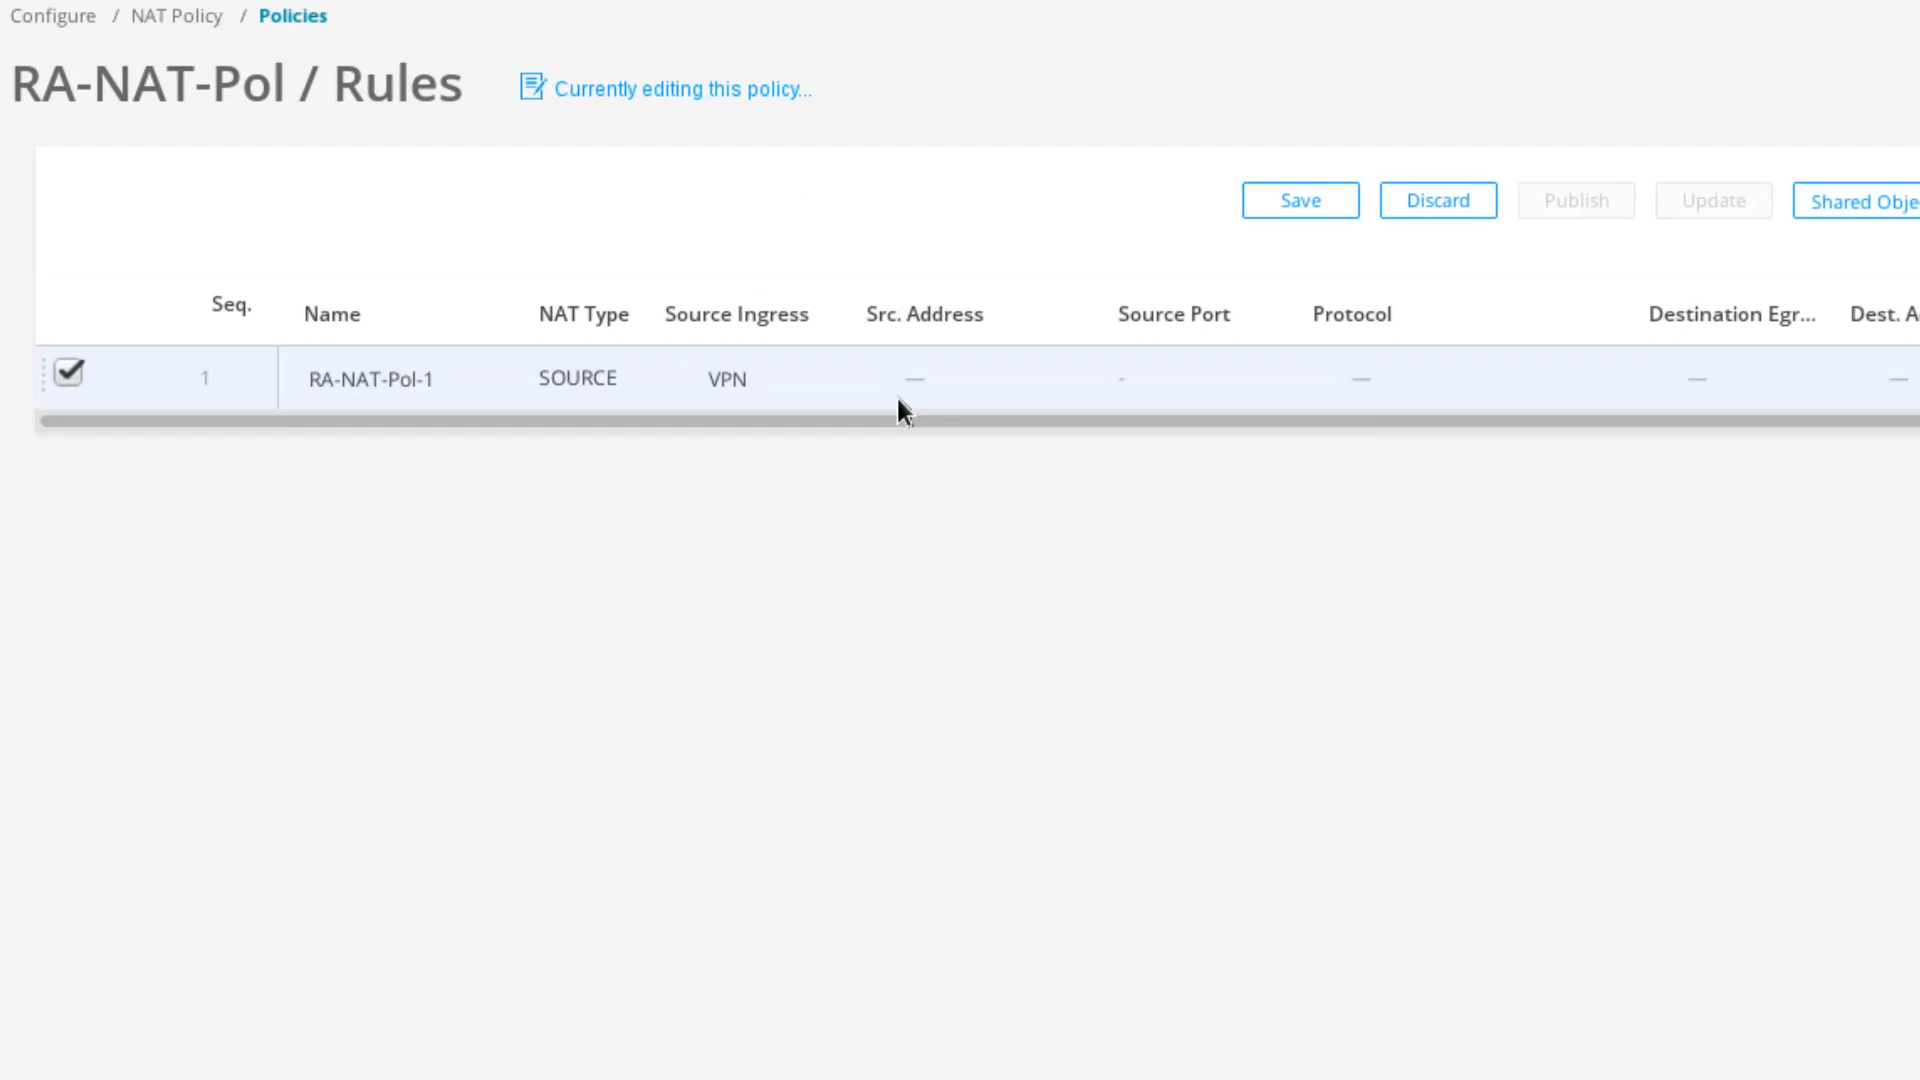 Configure / NAT Policy / Policies
RA-NAT-Pol / Rules Currently editing this policy...
Save Discard Publish Update Shared Obje
Seq. Name NAT Type Source Ingress Src. Address Source Port Protocol Destination Egr... Dest. A
1 RA-NAT-Pol-1 SOURCE VPN — - — — —